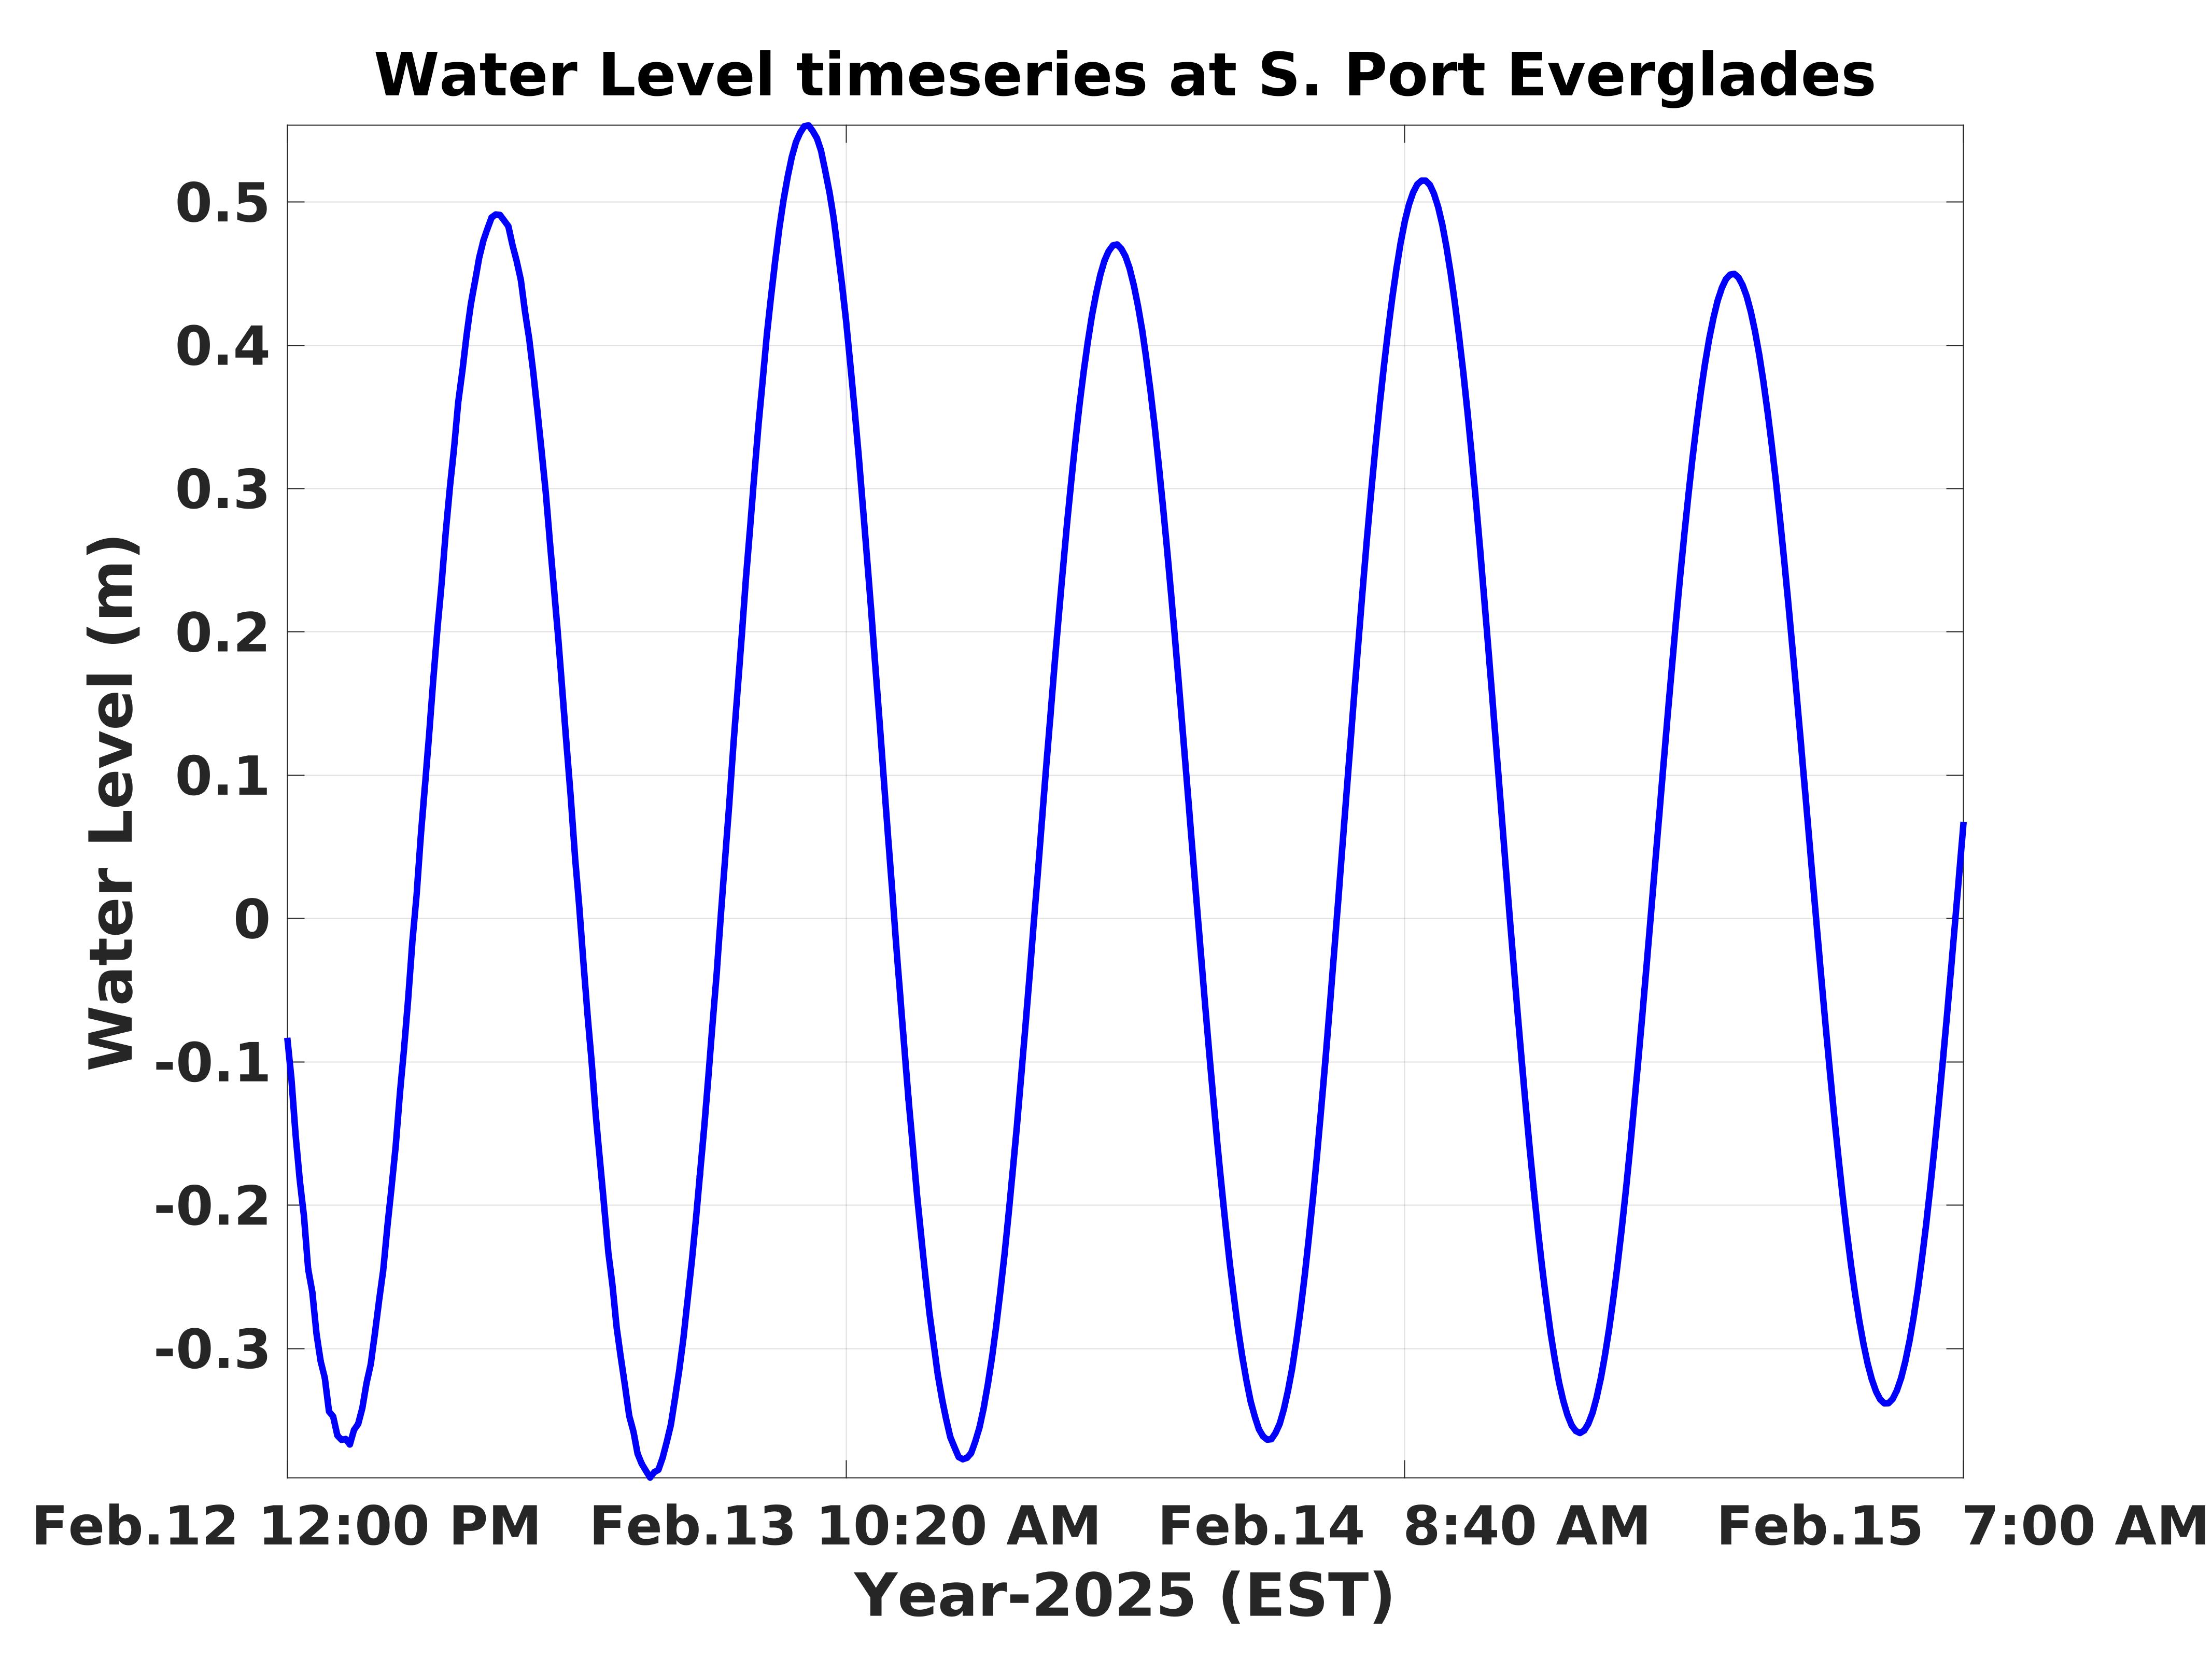 Water Level timeseries at S. Port Everglades
Water Level (m)
0.5
0.4
0.3
0.2
0.1
0
-0.1
-0.2
-0.3
Feb.12 12:00 PM Feb.13 10:20 AM Feb.14 8:40 AM Feb.15 7:00 AM
Year-2025 (EST)